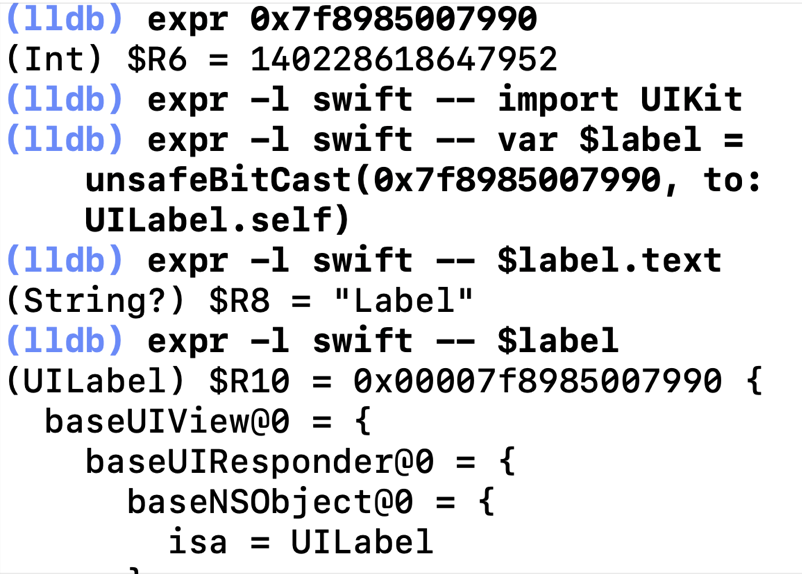 (lldb) expr 0x7f8985007990
(Int) $R6 = 140228618647952
(lldb) expr -l swift -- import UIKit
(lldb) expr -l swift -- var $label =
unsafeBitCast(0x7f8985007990, to:
UILabel.self)
(lldb) expr -l swift -- $label.text
(String?) $R8 = "Label"
(lldb) expr -l swift -- $label
(UILabel) $R10 = 0x00007f8985007990 {
baseUIView@0 = {
baseUIResponder@0 = {
baseNSObject@0 = {
isa = UILabel
}